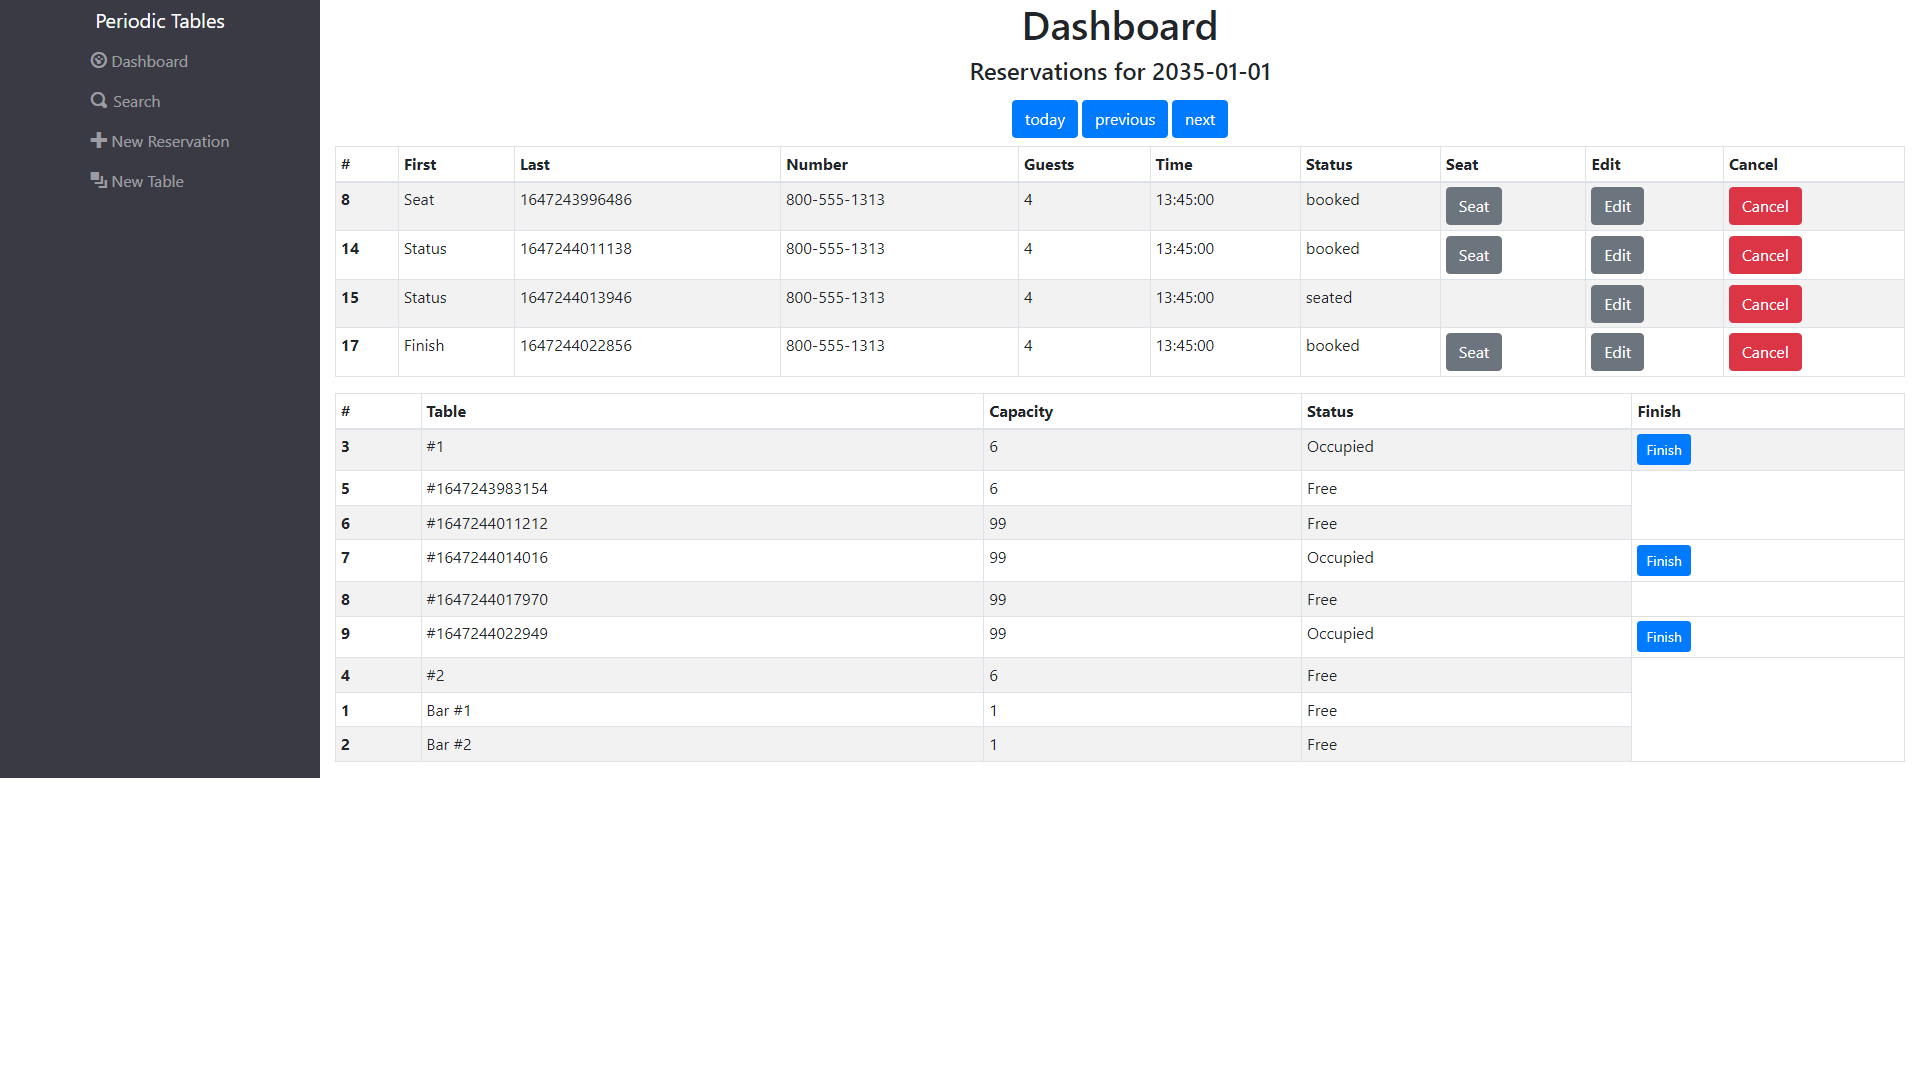 Periodic Tables
Dashboard
Search
New Reservation
New Table
Dashboard
Reservations for 2035-01-01
today previous next
# First Last Number Guests Time Status Seat Edit Cancel
8 Seat 1647243996486 800-555-1313 4 13:45:00 booked Seat Edit Cancel
14 Status 1647244011138 800-555-1313 4 13:45:00 booked Seat Edit Cancel
15 Status 1647244013946 800-555-1313 4 13:45:00 seated Edit Cancel
17 Finish 1647244022856 800-555-1313 4 13:45:00 booked Seat Edit Cancel
# Table Capacity Status Finish
3 #1 6 Occupied Finish
5 #1647243983154 6 Free
6 #1647244011212 99 Free
7 #1647244014016 99 Occupied Finish
8 #1647244017970 99 Free
9 #1647244022949 99 Occupied Finish
4 #2 6 Free
1 Bar #1 1 Free
2 Bar #2 1 Free